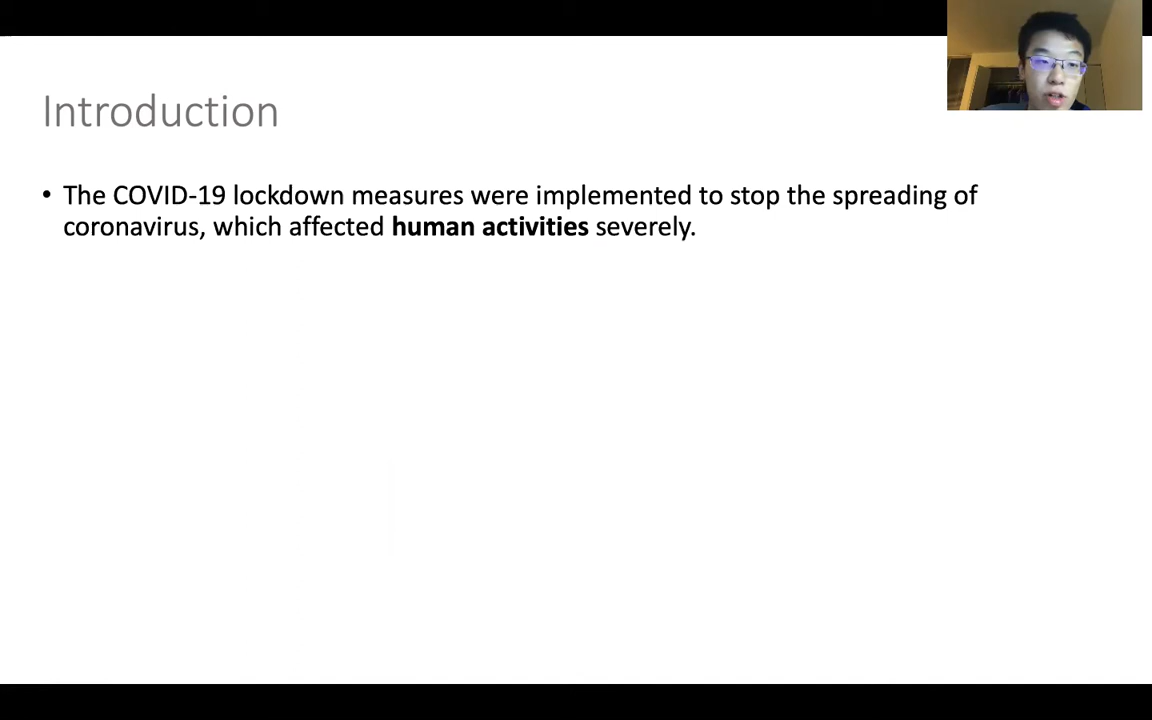 Introduction
• The COVID-19 lockdown measures were implemented to stop the spreading of
coronavirus, which affected human activities severely.